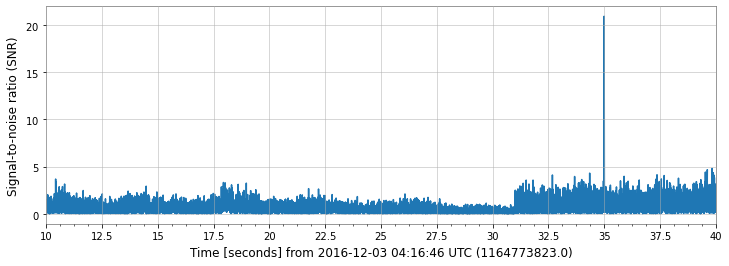 Signal-to-noise ratio (SNR)
20
15
10
5
0
10 12.5 15 17.5 20 22.5 25 27.5 30 32.5 35 37.5 40
Time [seconds] from 2016-12-03 04:16:46 UTC (1164773823.0)